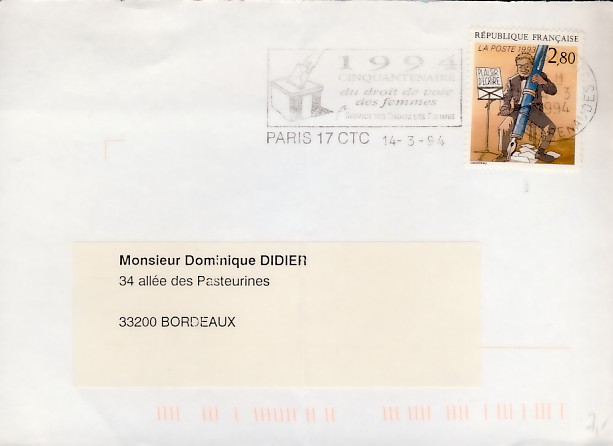 RÉPUBLIQUE FRANÇAISE
LA POSTE 1993
2,80
PLAISIR
D'ÉCRIRE
1994
CINQUANTENAIRE
du droit de vote
des femmes
PARIS 17 CTC 14-3-94
1994
Monsieur Dominique DIDIER
34 allée des Pasteurines
33200 BORDEAUX